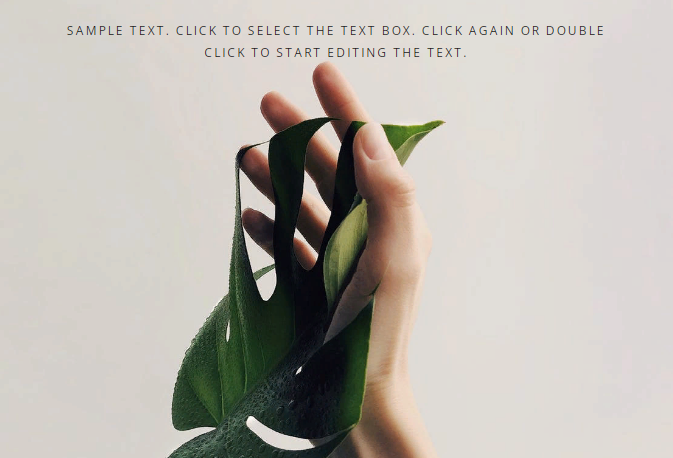 SAMPLE TEXT. CLICK TO SELECT THE TEXT BOX. CLICK AGAIN OR DOUBLE
CLICK TO START EDITING THE TEXT.